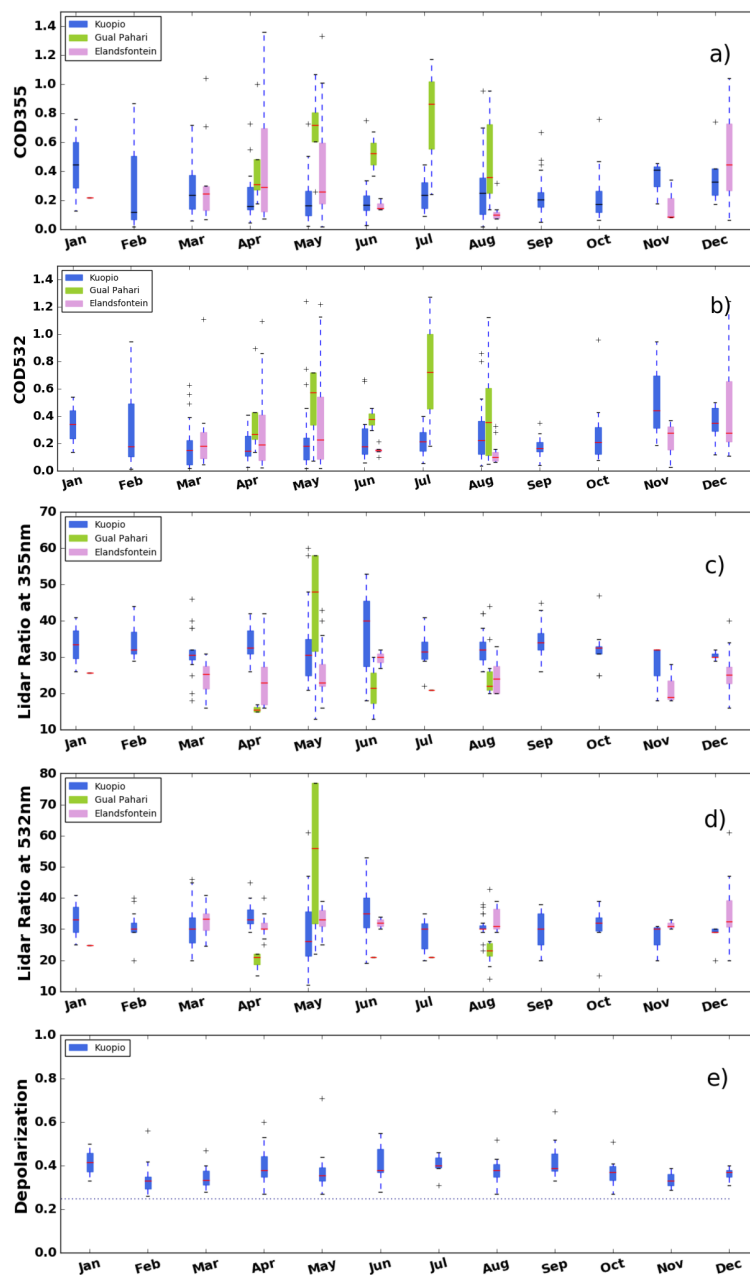 COD355
1.4
1.2
1.0
0.8
0.6
0.4
0.2
0.0
Kuopio
Gual Pahari
Elandsfontein
a)
Jan Feb Mar Apr May Jun Jul Aug Sep Oct Nov Dec
COD532
1.4
1.2
1.0
0.8
0.6
0.4
0.2
0.0
Kuopio
Gual Pahari
Elandsfontein
b)
Jan Feb Mar Apr May Jun Jul Aug Sep Oct Nov Dec
Lidar Ratio at 355nm
70
60
50
40
30
20
10
Kuopio
Gual Pahari
Elandsfontein
c)
Jan Feb Mar Apr May Jun Jul Aug Sep Oct Nov Dec
Lidar Ratio at 532nm
80
70
60
50
40
30
20
10
Kuopio
Gual Pahari
Elandsfontein
d)
Jan Feb Mar Apr May Jun Jul Aug Sep Oct Nov Dec
Depolarization
1.0
0.8
0.6
0.4
0.2
0.0
Kuopio
e)
Jan Feb Mar Apr May Jun Jul Aug Sep Oct Nov Dec